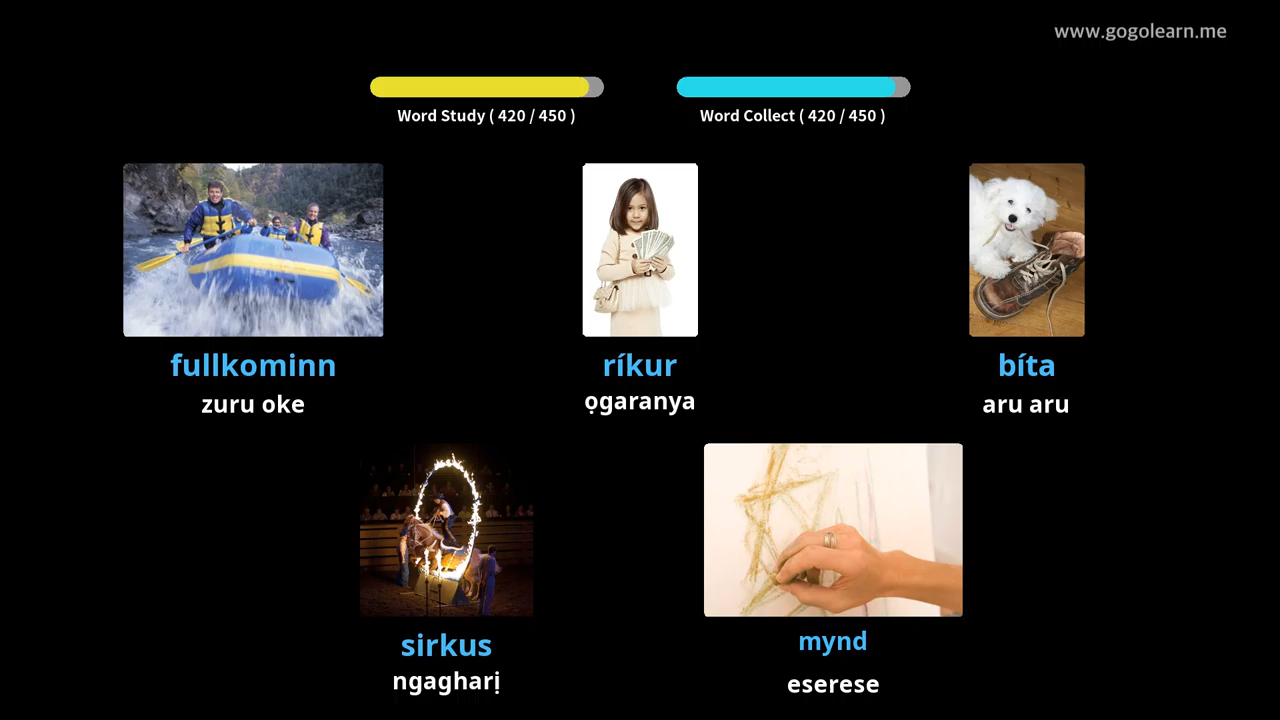 www.gogolearn.me
Word Study ( 420 / 450 )
Word Collect ( 420 / 450 )
fullkominn
zuru oke
ríkur
ọgaranya
bíta
aru aru
sirkus
ngagharị
mynd
eserese